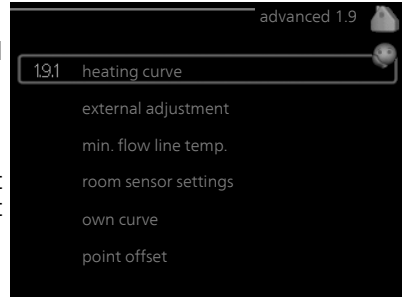 advanced 1.9
1.9.1 heating curve
external adjustment
min. flow line temp.
room sensor settings
own curve
point offset